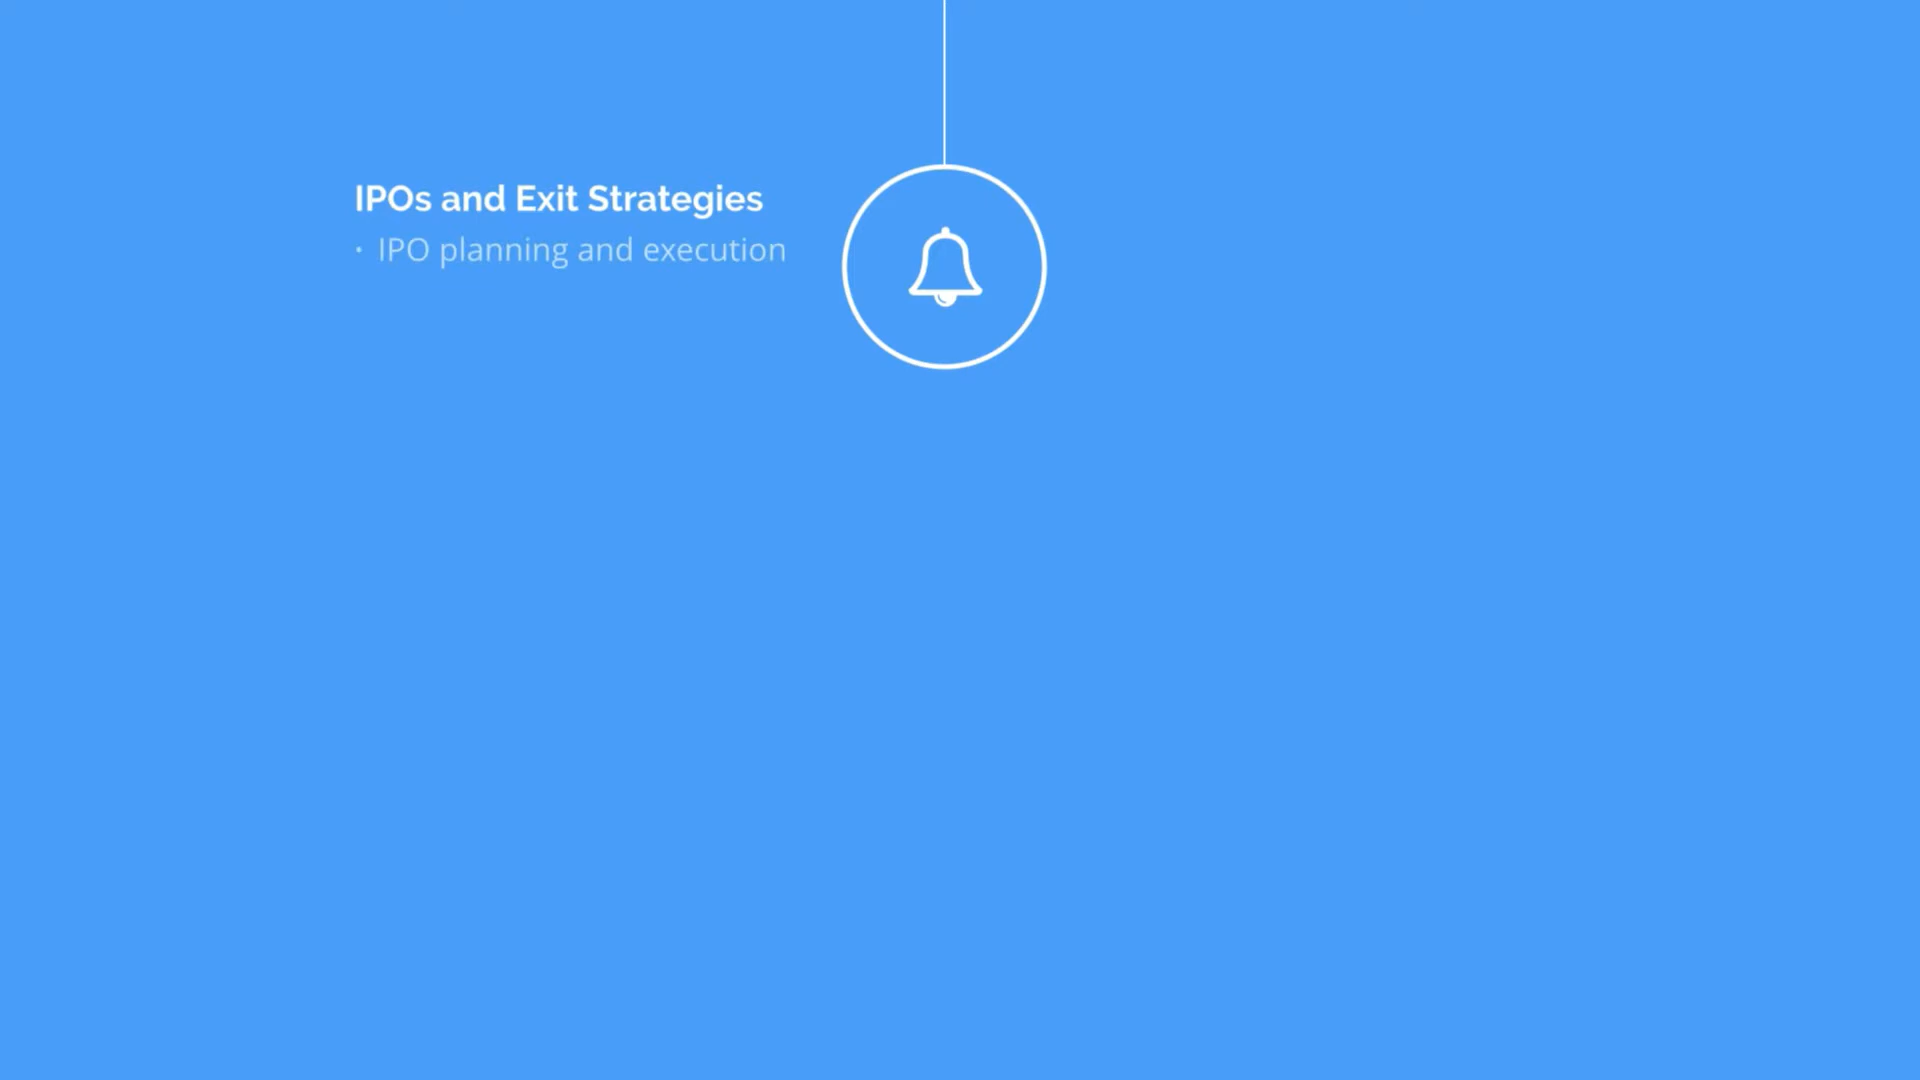 IPOs and Exit Strategies
· IPO planning and execution